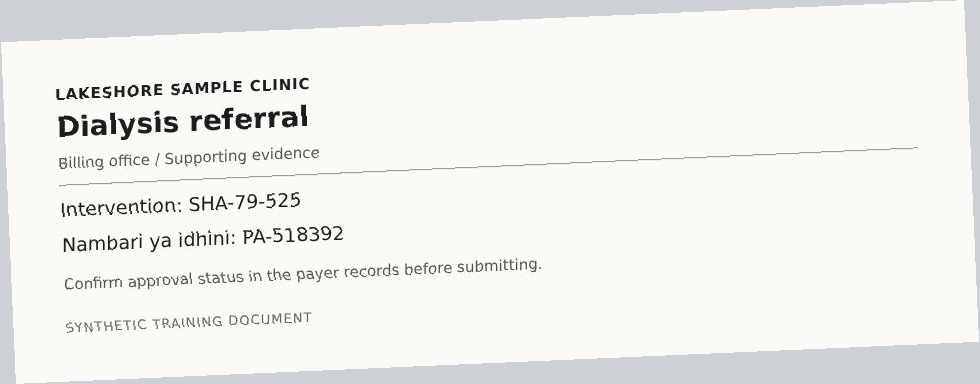 LAKESHORE SAMPLE CLINIC
Dialysis referral
Billing office / Supporting evidence
Intervention: SHA-79-525
Nambari ya idhini: PA-518392
Confirm approval status in the payer records before submitting.
SYNTHETIC TRAINING DOCUMENT